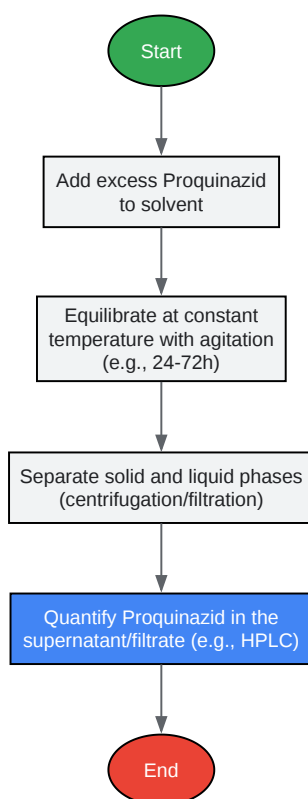 Start
Add excess Proquinazid
to solvent
Equilibrate at constant
temperature with agitation
(e.g., 24-72h)
Separate solid and liquid phases
(centrifugation/filtration)
Quantify Proquinazid in the
supernatant/filtrate (e.g., HPLC)
End